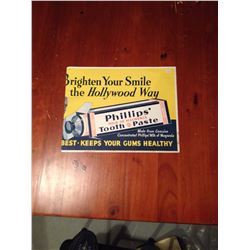 Brighten Your Smile
the Hollywood Way
Phillips'
Tooth Paste
Made From Genuine
Concentrated Phillips' Milk of Magnesia
BEST - KEEPS YOUR GUMS HEALTHY